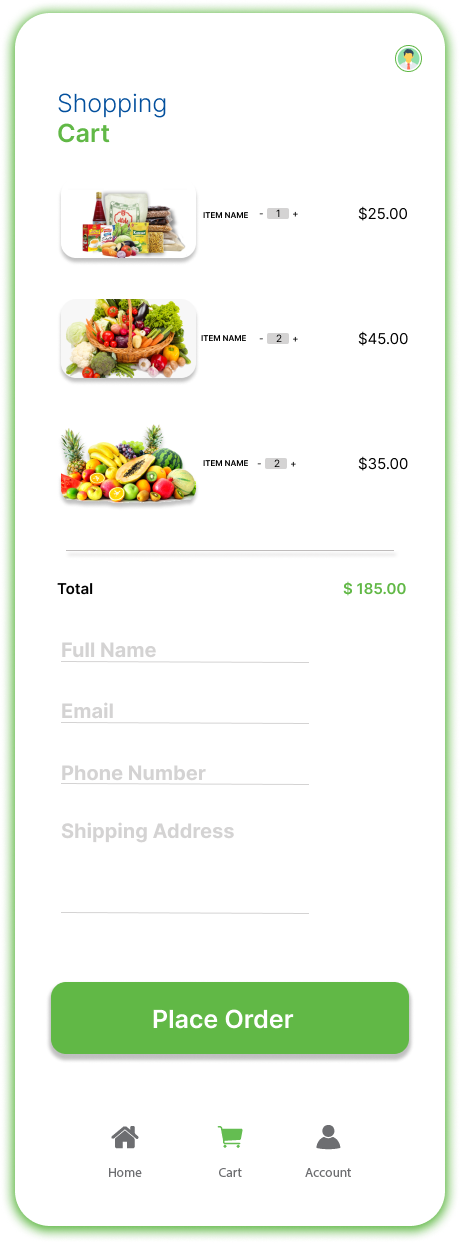 Shopping
Cart
ITEM NAME - 1 + $25.00
ITEM NAME - 2 + $45.00
ITEM NAME - 2 + $35.00
Total $ 185.00
Full Name
Email
Phone Number
Shipping Address
Place Order
Home Cart Account